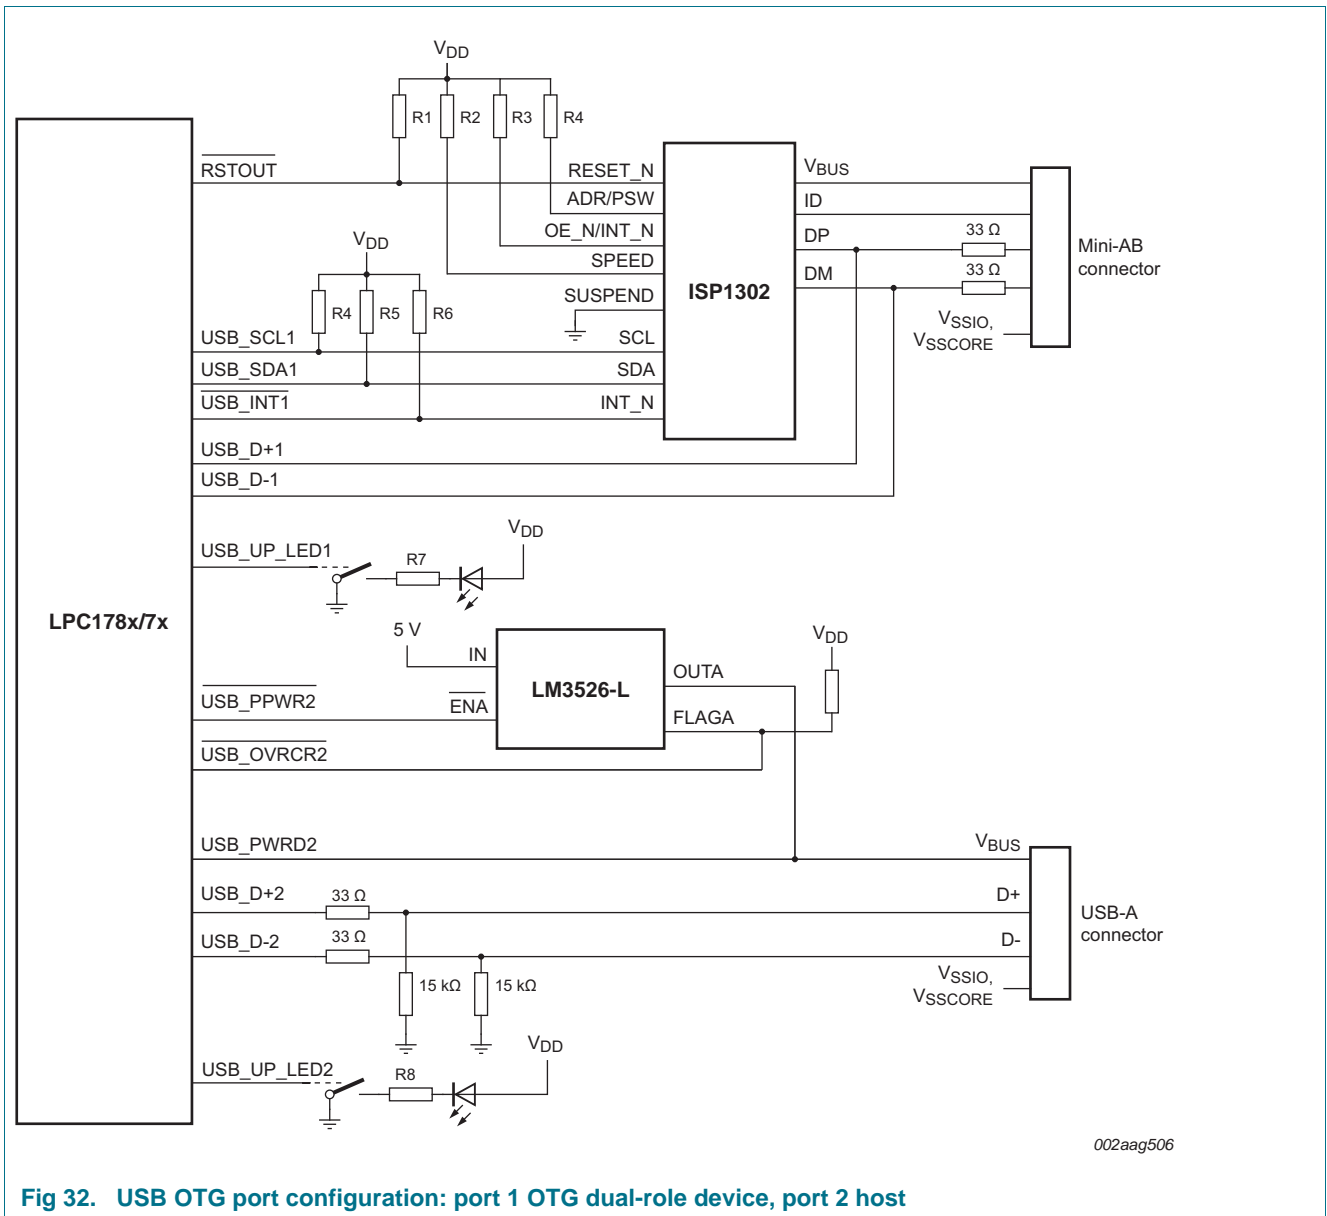 VDD
R1 R2 R3 R4
RSTOUT
RESET_N
ADR/PSW
OE_N/INT_N
SPEED
SUSPEND
ISP1302
VBUS
ID
DP
33 Ω
DM
33 Ω
VSSIO,
VSSCORE
Mini-AB
connector
VDD
R4 R5 R6
USB_SCL1
SCL
USB_SDA1
SDA
USB_INT1
INT_N
USB_D+1
USB_D-1
USB_UP_LED1
R7
VDD
LPC178x/7x
5 V
IN
LM3526-L
OUTA
VDD
USB_PPWR2
ENA
FLAGA
USB_OVRCR2
USB_PWRD2
VBUS
USB_D+2
33 Ω
D+
USB_D-2
33 Ω
D-
USB-A
connector
15 kΩ 15 kΩ
VSSIO,
VSSCORE
USB_UP_LED2
R8
VDD
002aag506
Fig 32. USB OTG port configuration: port 1 OTG dual-role device, port 2 host